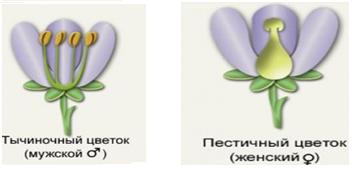 Тычиночный цветок
(мужской ♂)
Пестичный цветок
(женский ♀)